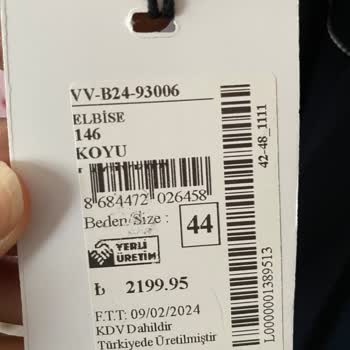 VV-B24-93006
ELBİSE
146
KOYU
8 684472 026458
Beden/Size :
44
YERLİ
ÜRETİM
₺ 2199.95
F.T.T: 09/02/2024
KDV Dahildir
Türkiyede Üretilmiştir
42-48_1111
L0000001389513